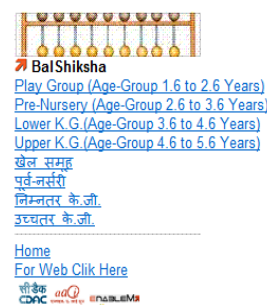 BalShiksha
Play Group (Age-Group 1.6 to 2.6 Years)
Pre-Nursery (Age-Group 2.6 to 3.6 Years)
Lower K.G.(Age-Group 3.6 to 4.6 Years)
Upper K.G.(Age-Group 4.6 to 5.6 Years)
खेल समूह
पूर्व-नर्सरी
निम्नतर के.जी.
उच्चतर के.जी.
Home
For Web Clik Here
सीडैक
CDAC ENABLEM